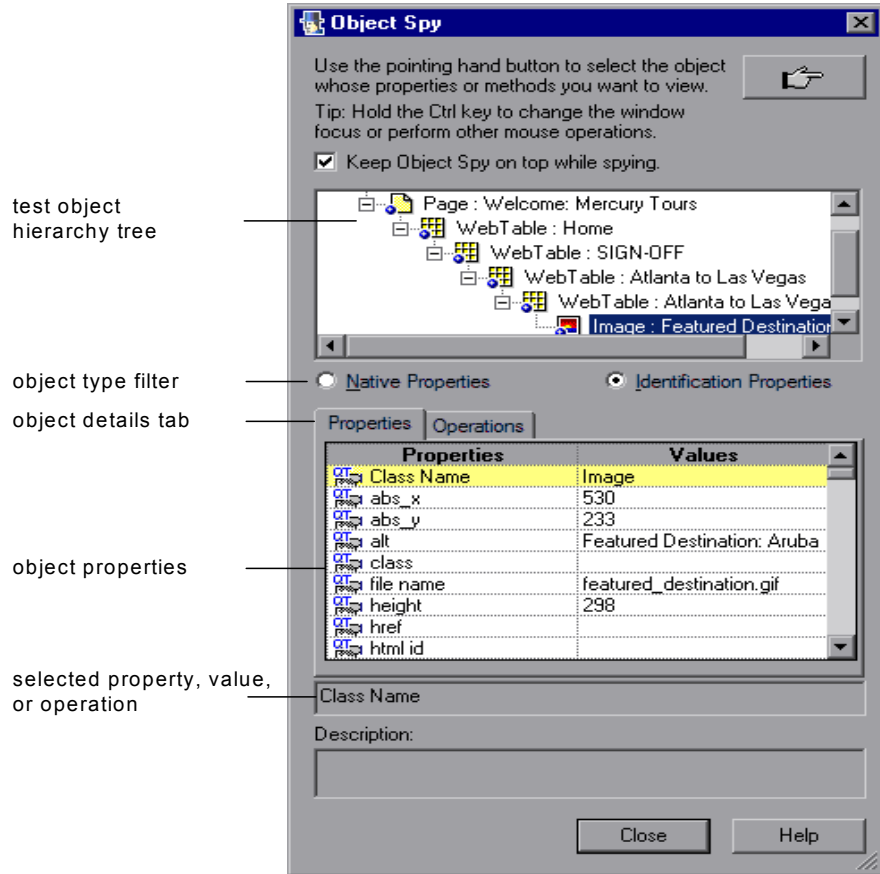 Object Spy
Use the pointing hand button to select the object
whose properties or methods you want to view.
Tip: Hold the Ctrl key to change the window
focus or perform other mouse operations.
Keep Object Spy on top while spying.
test object
hierarchy tree
Page : Welcome: Mercury Tours
WebTable : Home
WebTable : SIGN-OFF
WebTable : Atlanta to Las Vegas
WebTable : Atlanta to Las Vega
Image : Featured Destination
object type filter
Native Properties
Identification Properties
object details tab
Properties
Operations
Properties Values
Class Name Image
abs_x 530
abs_y 233
alt Featured Destination: Aruba
class
object properties
file name featured_destination.gif
height 298
href
html id
selected property, value,
or operation
Class Name
Description:
Close
Help